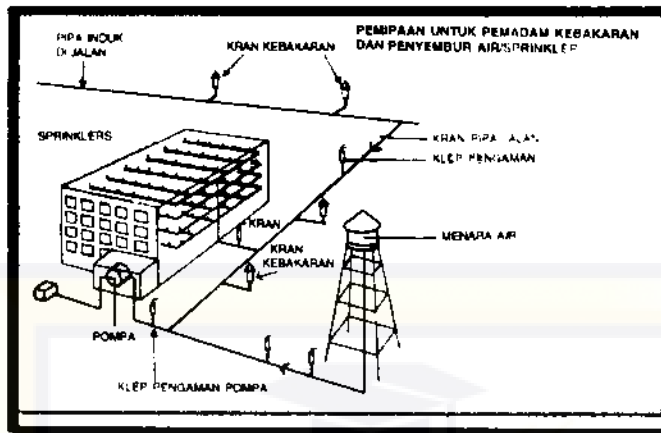 PEMIPAAN UNTUK PEMADAM KEBAKARAN
DAN PENYEMBUR AIR/SPRINKLER
PIPA INDUK
DI JALAN
KRAN KEBAKARAN
SPRINKLERS
KRAN PIPA JALAN
KLEP PENGAMAN
KRAN
MENARA AIR
KRAN
KEBAKARAN
POMPA
KLEP PENGAMAN POMPA